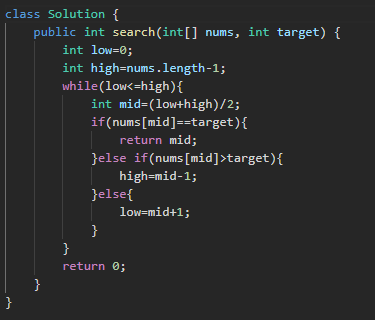 class Solution {
    public int search(int[] nums, int target) {
        int low=0;
        int high=nums.length-1;
        while(low<=high){
            int mid=(low+high)/2;
            if(nums[mid]==target){
                return mid;
            }else if(nums[mid]>target){
                high=mid-1;
            }else{
                low=mid+1;
            }
        }
        return 0;
    }
}